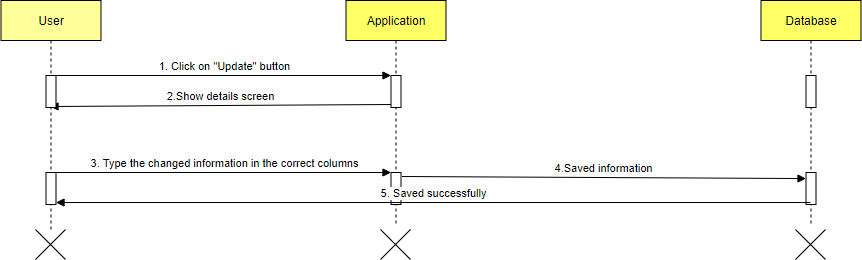 User
Application
Database
1. Click on "Update" button
2.Show details screen
3. Type the changed information in the correct columns
4.Saved information
5. Saved successfully